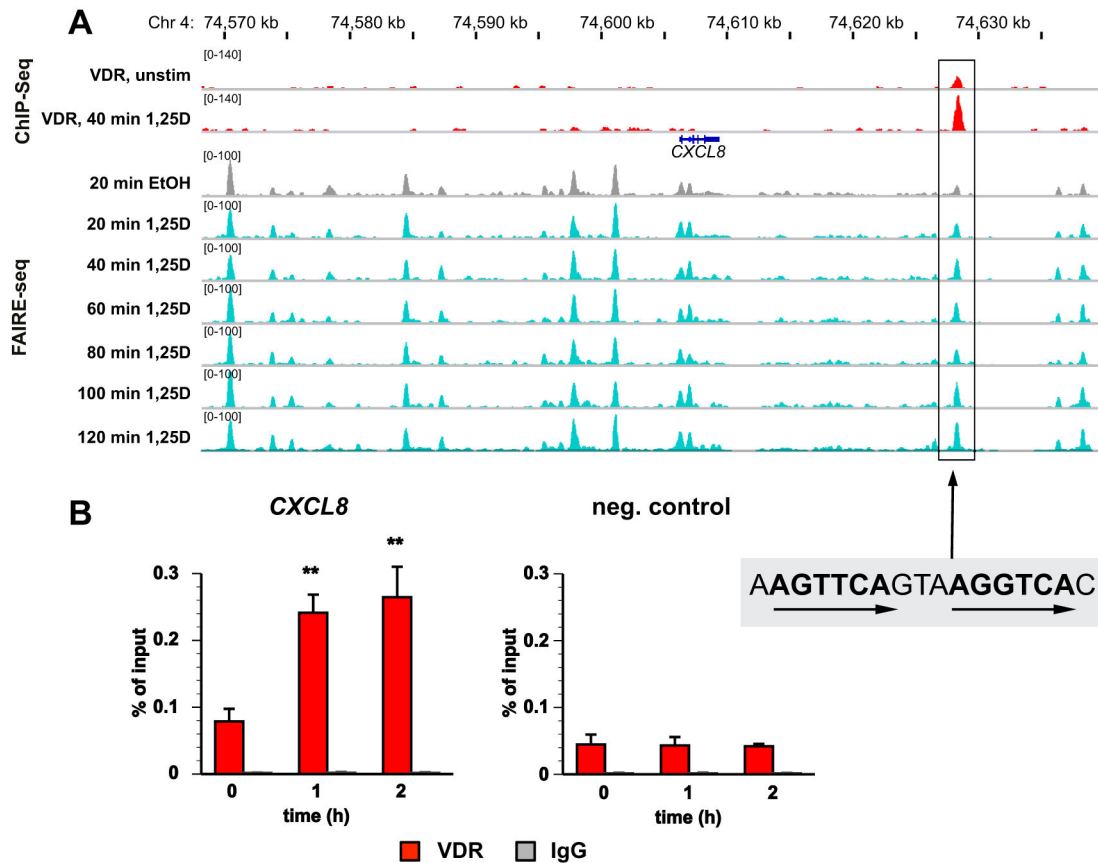 A
Chr 4: 74,570 kb 74,580 kb 74,590 kb 74,600 kb 74,610 kb 74,620 kb 74,630 kb
ChIP-Seq
[0-140]
VDR, unstim
[0-140]
VDR, 40 min 1,25D
CXCL8
FAIRE-seq
[0-100]
20 min EtOH
[0-100]
20 min 1,25D
[0-100]
40 min 1,25D
[0-100]
60 min 1,25D
[0-100]
80 min 1,25D
[0-100]
100 min 1,25D
[0-100]
120 min 1,25D
AAGTTCAGTAAGGTCAC
B
CXCL8
% of input
0.3
0.2
0.1
0
** **
0 1 2
time (h)
neg. control
% of input
0.3
0.2
0.1
0
0 1 2
time (h)
VDR IgG